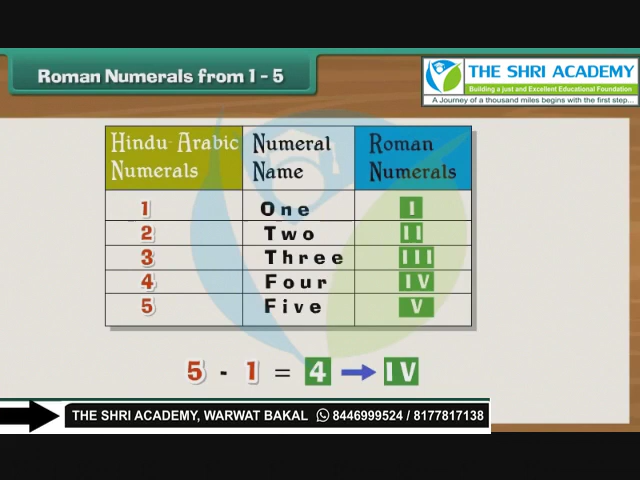 Roman Numerals from 1 - 5
THE SHRI ACADEMY
Building a just and Excellent Educational Foundation
A Journey of a thousand miles begins with the first step...
Hindu-Arabic Numerals Numeral Name Roman Numerals
1 One I
2 Two II
3 Three III
4 Four IV
5 Five V
5 - 1 = 4 → IV
THE SHRI ACADEMY, WARWAT BAKAL 8446999524 / 8177817138